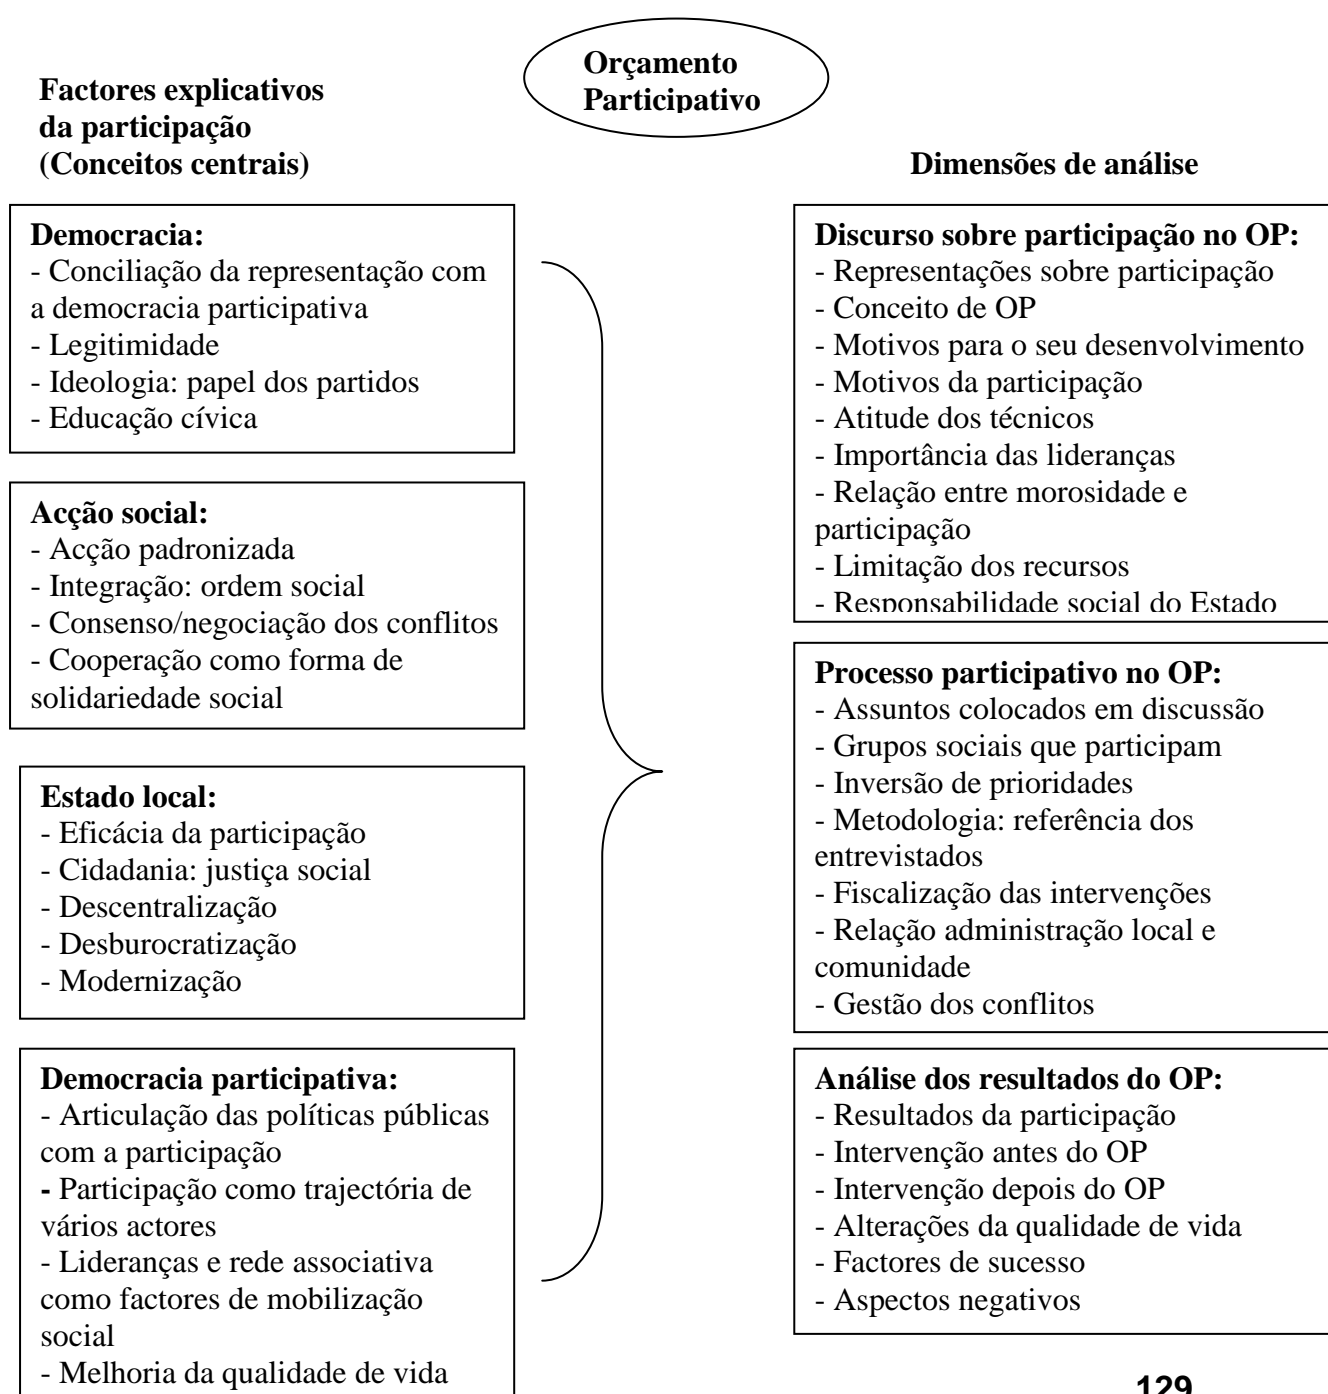 Orçamento
Participativo
Factores explicativos
da participação
(Conceitos centrais)
Democracia:
- Conciliação da representação com
a democracia participativa
- Legitimidade
- Ideologia: papel dos partidos
- Educação cívica
Acção social:
- Acção padronizada
- Integração: ordem social
- Consenso/negociação dos conflitos
- Cooperação como forma de
solidariedade social
Estado local:
- Eficácia da participação
- Cidadania: justiça social
- Descentralização
- Desburocratização
- Modernização
Democracia participativa:
- Articulação das políticas públicas
com a participação
- Participação como trajectória de
vários actores
- Lideranças e rede associativa
como factores de mobilização
social
- Melhoria da qualidade de vida
Dimensões de análise
Discurso sobre participação no OP:
- Representações sobre participação
- Conceito de OP
- Motivos para o seu desenvolvimento
- Motivos da participação
- Atitude dos técnicos
- Importância das lideranças
- Relação entre morosidade e
participação
- Limitação dos recursos
- Responsabilidade social do Estado
Processo participativo no OP:
- Assuntos colocados em discussão
- Grupos sociais que participam
- Inversão de prioridades
- Metodologia: referência dos
entrevistados
- Fiscalização das intervenções
- Relação administração local e
comunidade
- Gestão dos conflitos
Análise dos resultados do OP:
- Resultados da participação
- Intervenção antes do OP
- Intervenção depois do OP
- Alterações da qualidade de vida
- Factores de sucesso
- Aspectos negativos
129